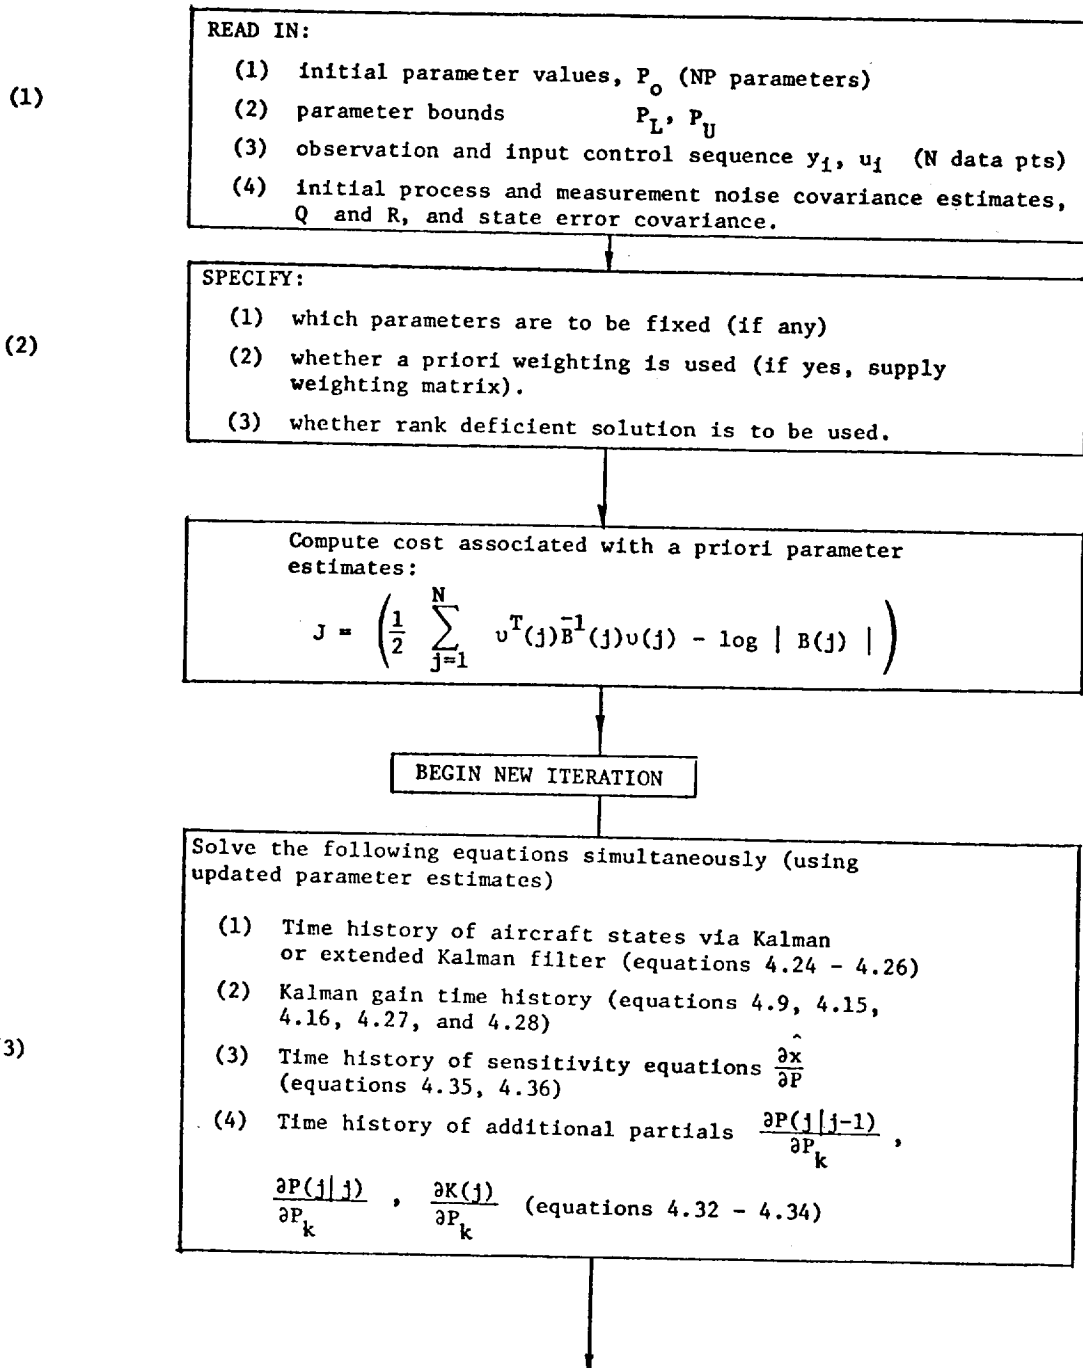 (1)
READ IN:
(1) initial parameter values, P_o (NP parameters)
(2) parameter bounds P_L, P_U
(3) observation and input control sequence y_i, u_i (N data pts)
(4) initial process and measurement noise covariance estimates,
Q and R, and state error covariance.
(2)
SPECIFY:
(1) which parameters are to be fixed (if any)
(2) whether a priori weighting is used (if yes, supply
weighting matrix).
(3) whether rank deficient solution is to be used.
Compute cost associated with a priori parameter
estimates:
J = ( 1/2 ∑_{j=1}^{N} υ^T(j)B^{-1}(j)υ(j) - log | B(j) | )
BEGIN NEW ITERATION
3)
Solve the following equations simultaneously (using
updated parameter estimates)
(1) Time history of aircraft states via Kalman
or extended Kalman filter (equations 4.24 - 4.26)
(2) Kalman gain time history (equations 4.9, 4.15,
4.16, 4.27, and 4.28)
(3) Time history of sensitivity equations ∂x̂/∂P
(equations 4.35, 4.36)
(4) Time history of additional partials ∂P(j|j-1)/∂P_k ,
∂P(j|j)/∂P_k , ∂K(j)/∂P_k (equations 4.32 - 4.34)